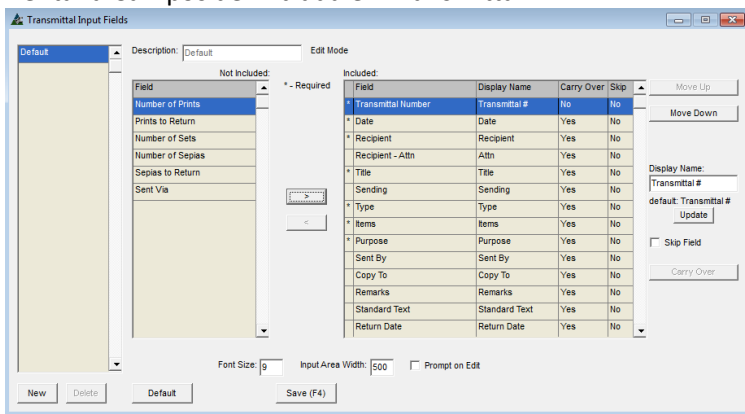 Transmittal Input Fields
Default
Description: Default Edit Mode
Not Included: * - Required Included:
Field
Number of Prints
Prints to Return
Number of Sets
Number of Sepias
Sepias to Return
Sent Via
>
<
Field Display Name Carry Over Skip
* Transmittal Number Transmittal # No No
* Date Date Yes No
* Recipient Recipient Yes No
Recipient - Attn Attn Yes No
* Title Title Yes No
Sending Sending Yes No
* Type Type Yes No
* Items Items Yes No
* Purpose Purpose Yes No
Sent By Sent By Yes No
Copy To Copy To Yes No
Remarks Remarks Yes No
Standard Text Standard Text Yes No
Return Date Return Date Yes No
Move Up
Move Down
Display Name:
Transmittal #
default: Transmittal #
Update
Skip Field
Carry Over
Font Size: 9 Input Area Width: 500 Prompt on Edit
New Delete Default Save (F4)